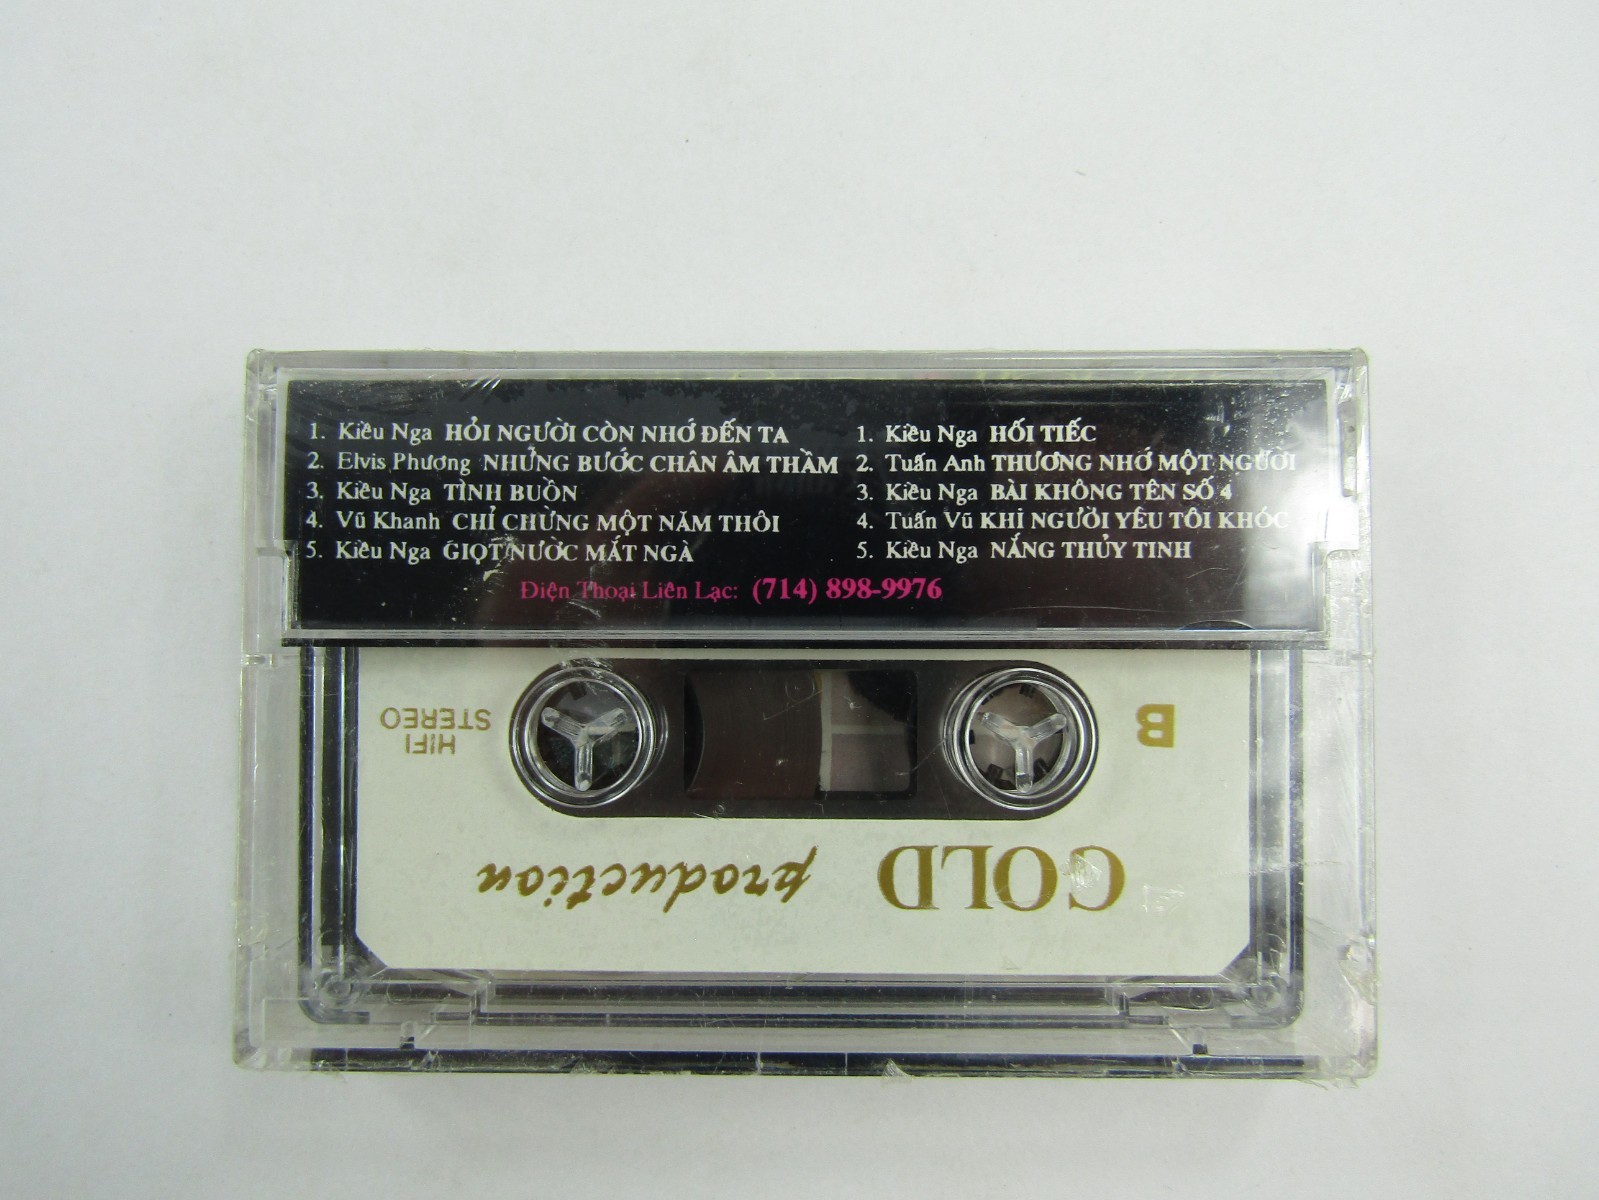 1. Kiều Nga HỎI NGƯỜI CÒN NHỚ ĐẾN TA
2. Elvis Phương NHỮNG BƯỚC CHÂN ÂM THẦM
3. Kiều Nga TÌNH BUỒN
4. Vũ Khanh CHỈ CHỪNG MỘT NĂM THÔI
5. Kiều Nga GIỌT NƯỚC MẮT NGÀ
1. Kiều Nga HỐI TIẾC
2. Tuấn Anh THƯƠNG NHỚ MỘT NGƯỜI
3. Kiều Nga BÀI KHÔNG TÊN SỐ 4
4. Tuấn Vũ KHI NGƯỜI YÊU TÔI KHÓC
5. Kiều Nga NẮNG THỦY TINH
Điện Thoại Liên Lạc: (714) 898-9976
GOLD production
B
HIFI
STEREO